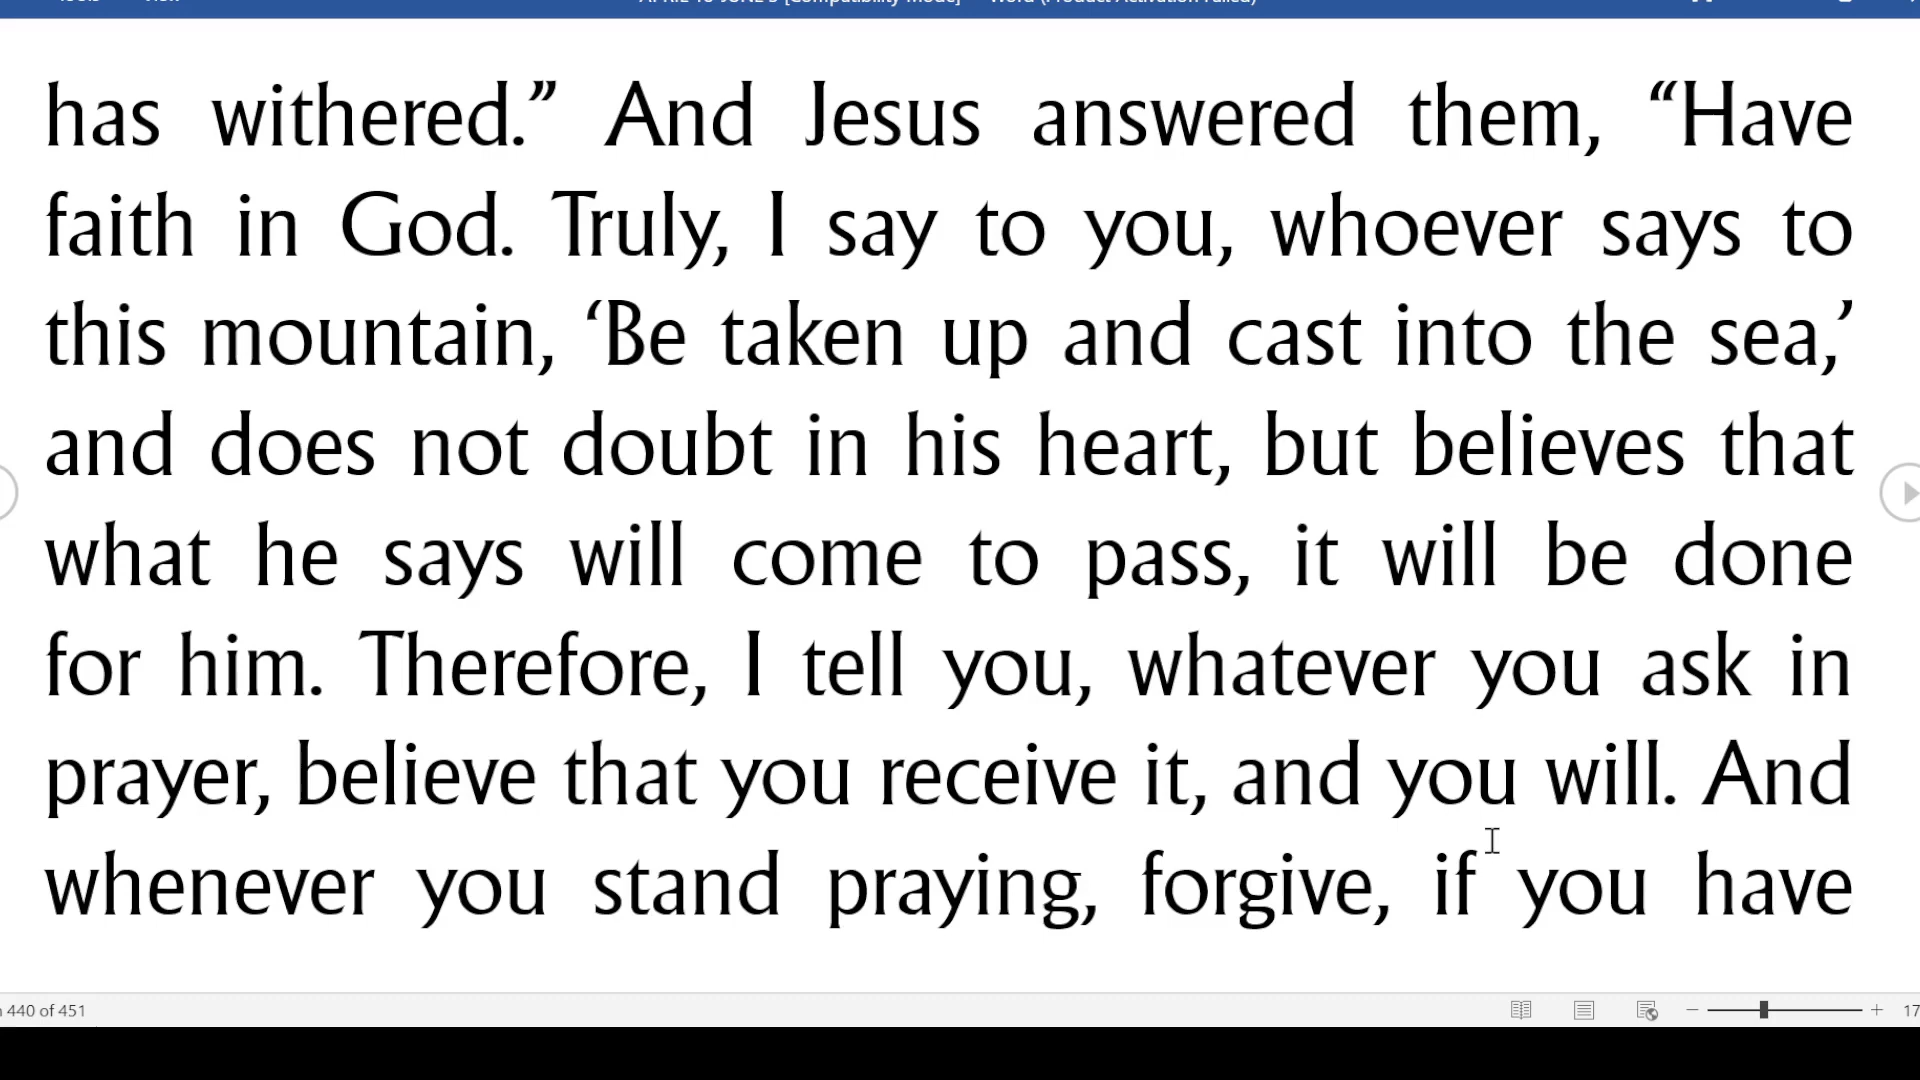 has withered.” And Jesus answered them, “Have
faith in God. Truly, I say to you, whoever says to
this mountain, ‘Be taken up and cast into the sea,’
and does not doubt in his heart, but believes that
what he says will come to pass, it will be done
for him. Therefore, I tell you, whatever you ask in
prayer, believe that you receive it, and you will. And
whenever you stand praying, forgive, if you have
440 of 451
17